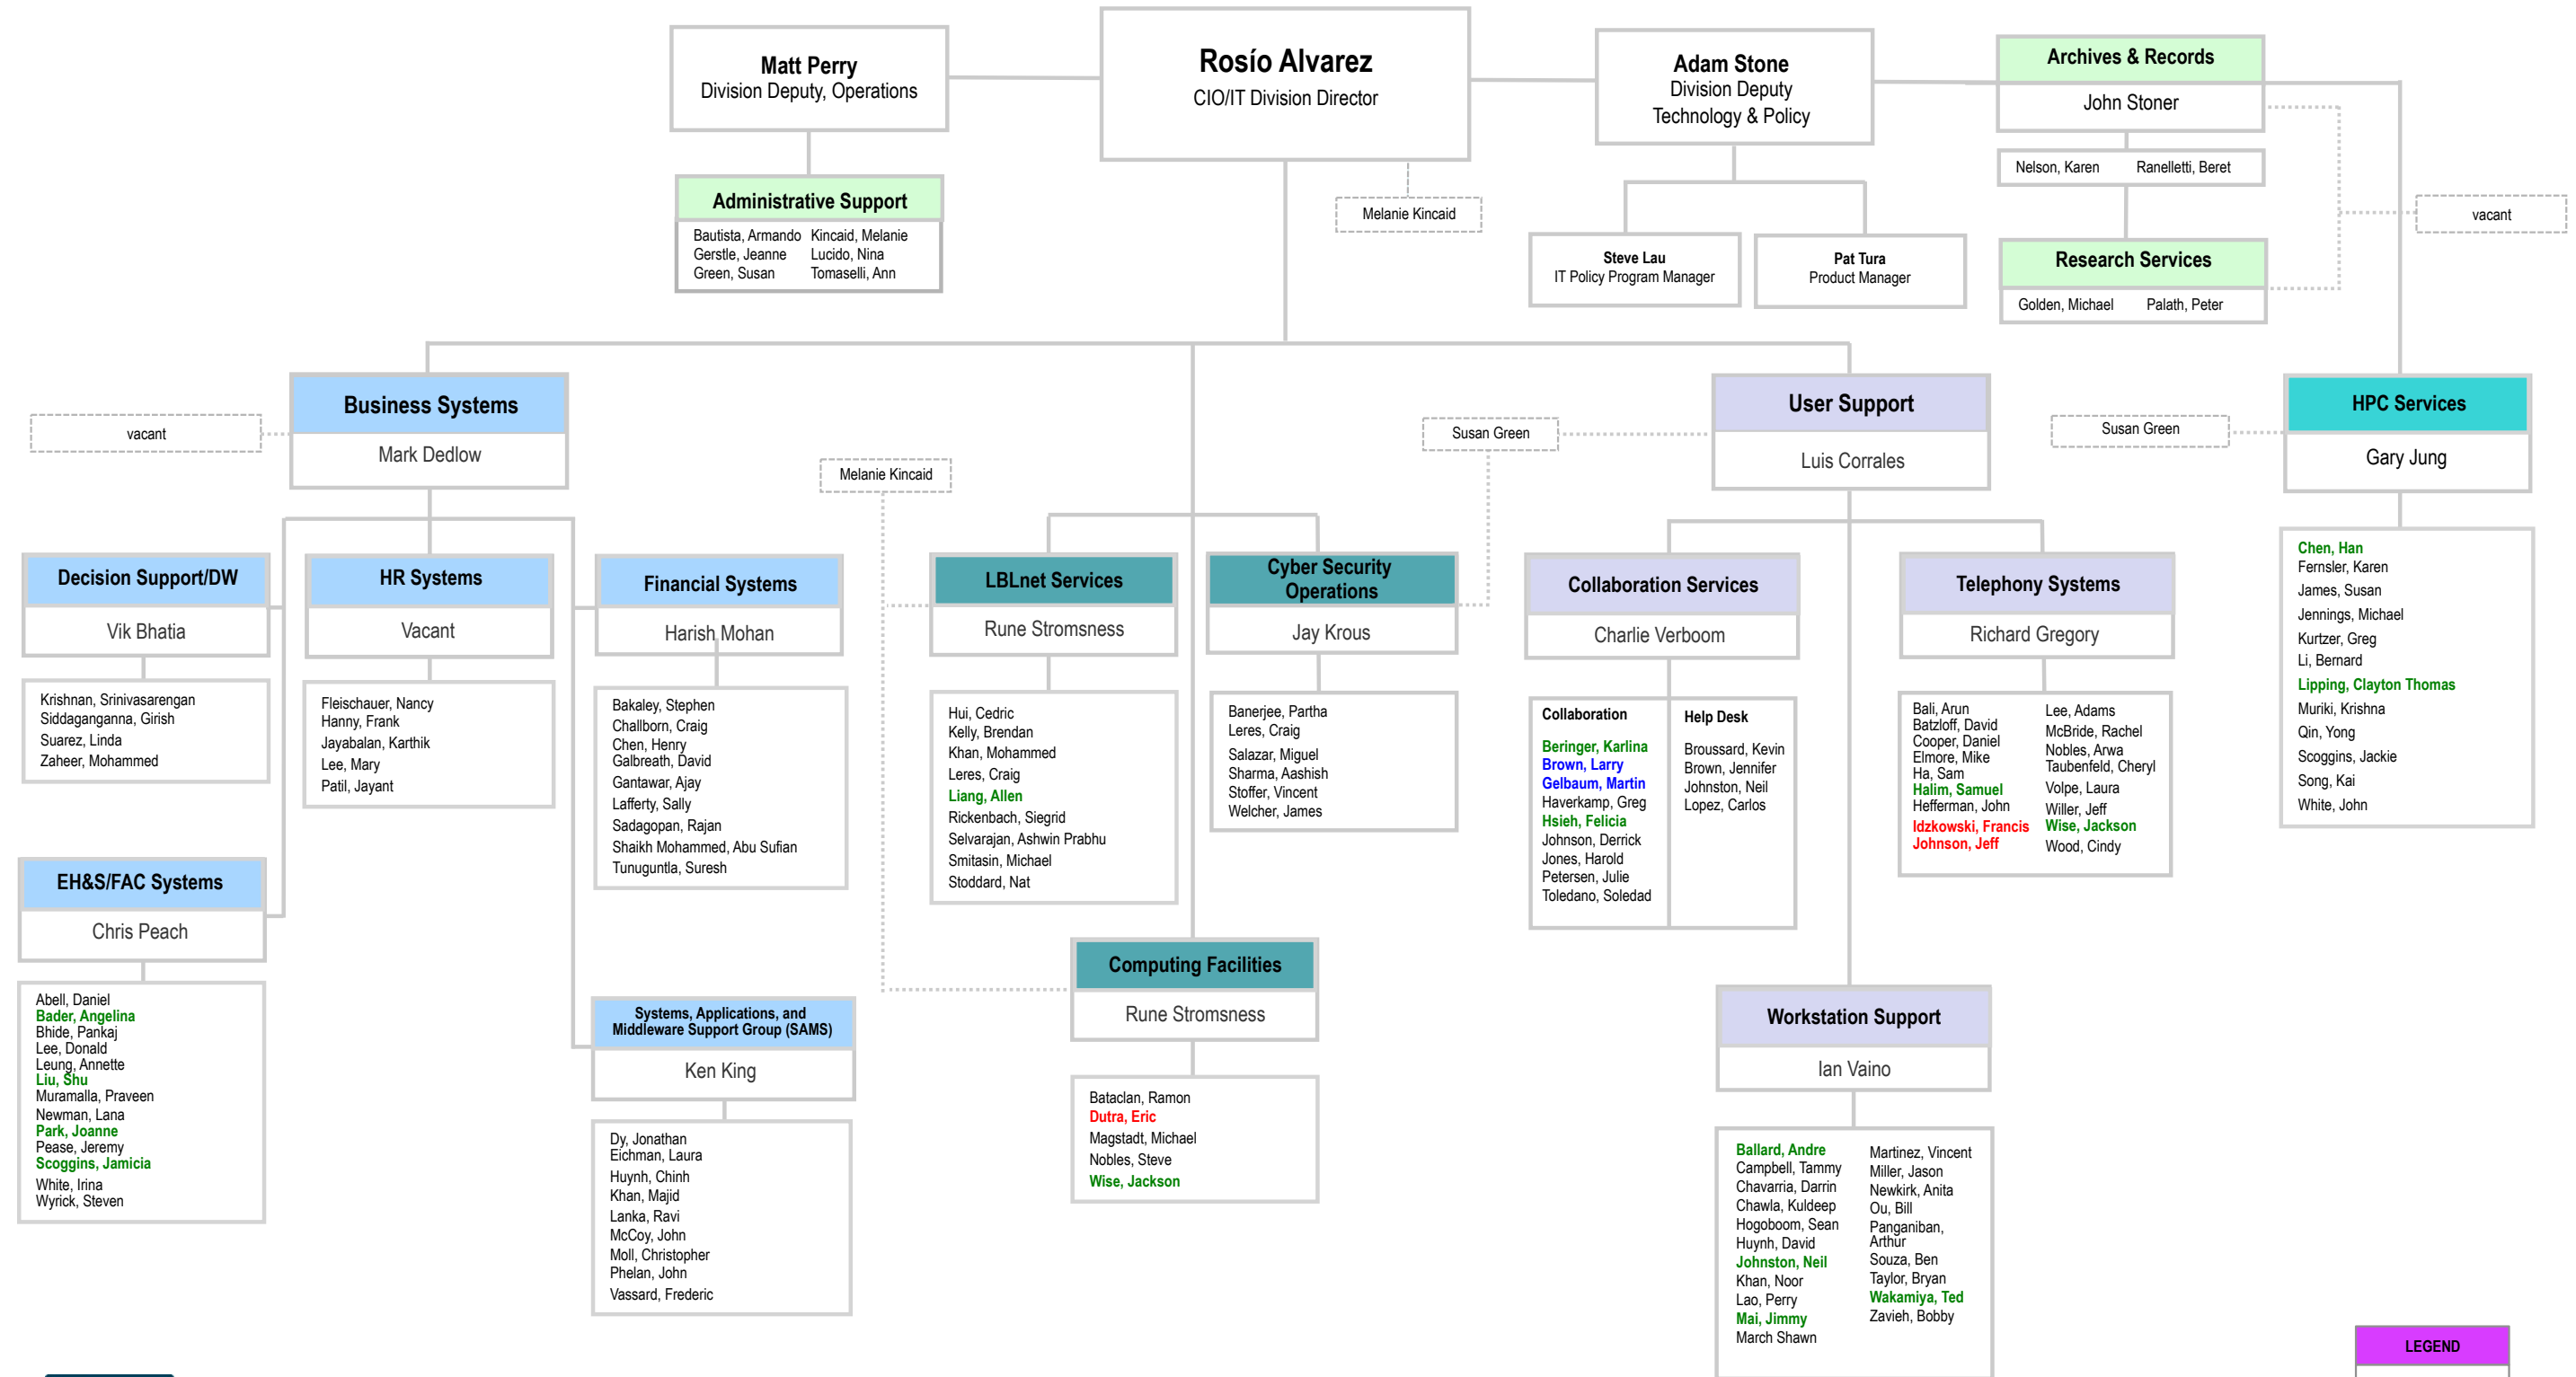 Matt Perry
Division Deputy, Operations
Rosío Alvarez
CIO/IT Division Director
Adam Stone
Division Deputy
Technology & Policy
Archives & Records
John Stoner
Nelson, Karen Ranelletti, Beret
vacant
Research Services
Golden, Michael Palath, Peter
Administrative Support
Bautista, Armando Kincaid, Melanie
Gerstle, Jeanne Lucido, Nina
Green, Susan Tomaselli, Ann
Melanie Kincaid
Steve Lau
IT Policy Program Manager
Pat Tura
Product Manager
Business Systems
Mark Dedlow
vacant
Melanie Kincaid
Susan Green
User Support
Luis Corrales
Susan Green
HPC Services
Gary Jung
Decision Support/DW
Vik Bhatia
Krishnan, Srinivasarengan
Siddaganganna, Girish
Suarez, Linda
Zaheer, Mohammed
HR Systems
Vacant
Fleischauer, Nancy
Hanny, Frank
Jayabalan, Karthik
Lee, Mary
Patil, Jayant
Financial Systems
Harish Mohan
Bakaley, Stephen
Challborn, Craig
Chen, Henry
Galbreath, David
Gantawar, Ajay
Lafferty, Sally
Sadagopan, Rajan
Shaikh Mohammed, Abu Sufian
Tunuguntla, Suresh
LBLnet Services
Rune Stromsness
Hui, Cedric
Kelly, Brendan
Khan, Mohammed
Leres, Craig
Liang, Allen
Rickenbach, Siegrid
Selvarajan, Ashwin Prabhu
Smitasin, Michael
Stoddard, Nat
Cyber Security
Operations
Jay Krous
Banerjee, Partha
Leres, Craig
Salazar, Miguel
Sharma, Aashish
Stoffer, Vincent
Welcher, James
Collaboration Services
Charlie Verboom
Collaboration
Beringer, Karlina
Brown, Larry
Gelbaum, Martin
Haverkamp, Greg
Hsieh, Felicia
Johnson, Derrick
Jones, Harold
Petersen, Julie
Toledano, Soledad
Help Desk
Broussard, Kevin
Brown, Jennifer
Johnston, Neil
Lopez, Carlos
Telephony Systems
Richard Gregory
Bali, Arun
Batzloff, David
Cooper, Daniel
Elmore, Mike
Ha, Sam
Halim, Samuel
Hefferman, John
Idzkowski, Francis
Johnson, Jeff
Lee, Adams
McBride, Rachel
Nobles, Arwa
Taubenfeld, Cheryl
Volpe, Laura
Willer, Jeff
Wise, Jackson
Wood, Cindy
Chen, Han
Fernsler, Karen
James, Susan
Jennings, Michael
Kurtzer, Greg
Li, Bernard
Lipping, Clayton Thomas
Muriki, Krishna
Qin, Yong
Scoggins, Jackie
Song, Kai
White, John
EH&S/FAC Systems
Chris Peach
Abell, Daniel
Bader, Angelina
Bhide, Pankaj
Lee, Donald
Leung, Annette
Liu, Shu
Muramalla, Praveen
Newman, Lana
Park, Joanne
Pease, Jeremy
Scoggins, Jamicia
White, Irina
Wyrick, Steven
Systems, Applications, and
Middleware Support Group (SAMS)
Ken King
Dy, Jonathan
Eichman, Laura
Huynh, Chinh
Khan, Majid
Lanka, Ravi
McCoy, John
Moll, Christopher
Phelan, John
Vassard, Frederic
Computing Facilities
Rune Stromsness
Bataclan, Ramon
Dutra, Eric
Magstadt, Michael
Nobles, Steve
Wise, Jackson
Workstation Support
Ian Vaino
Ballard, Andre
Campbell, Tammy
Chavarria, Darrin
Chawla, Kuldeep
Hogoboom, Sean
Huynh, David
Johnston, Neil
Khan, Noor
Lao, Perry
Mai, Jimmy
March Shawn
Martinez, Vincent
Miller, Jason
Newkirk, Anita
Ou, Bill
Panganiban,
Arthur
Souza, Ben
Taylor, Bryan
Wakamiya, Ted
Zavieh, Bobby
LEGEND